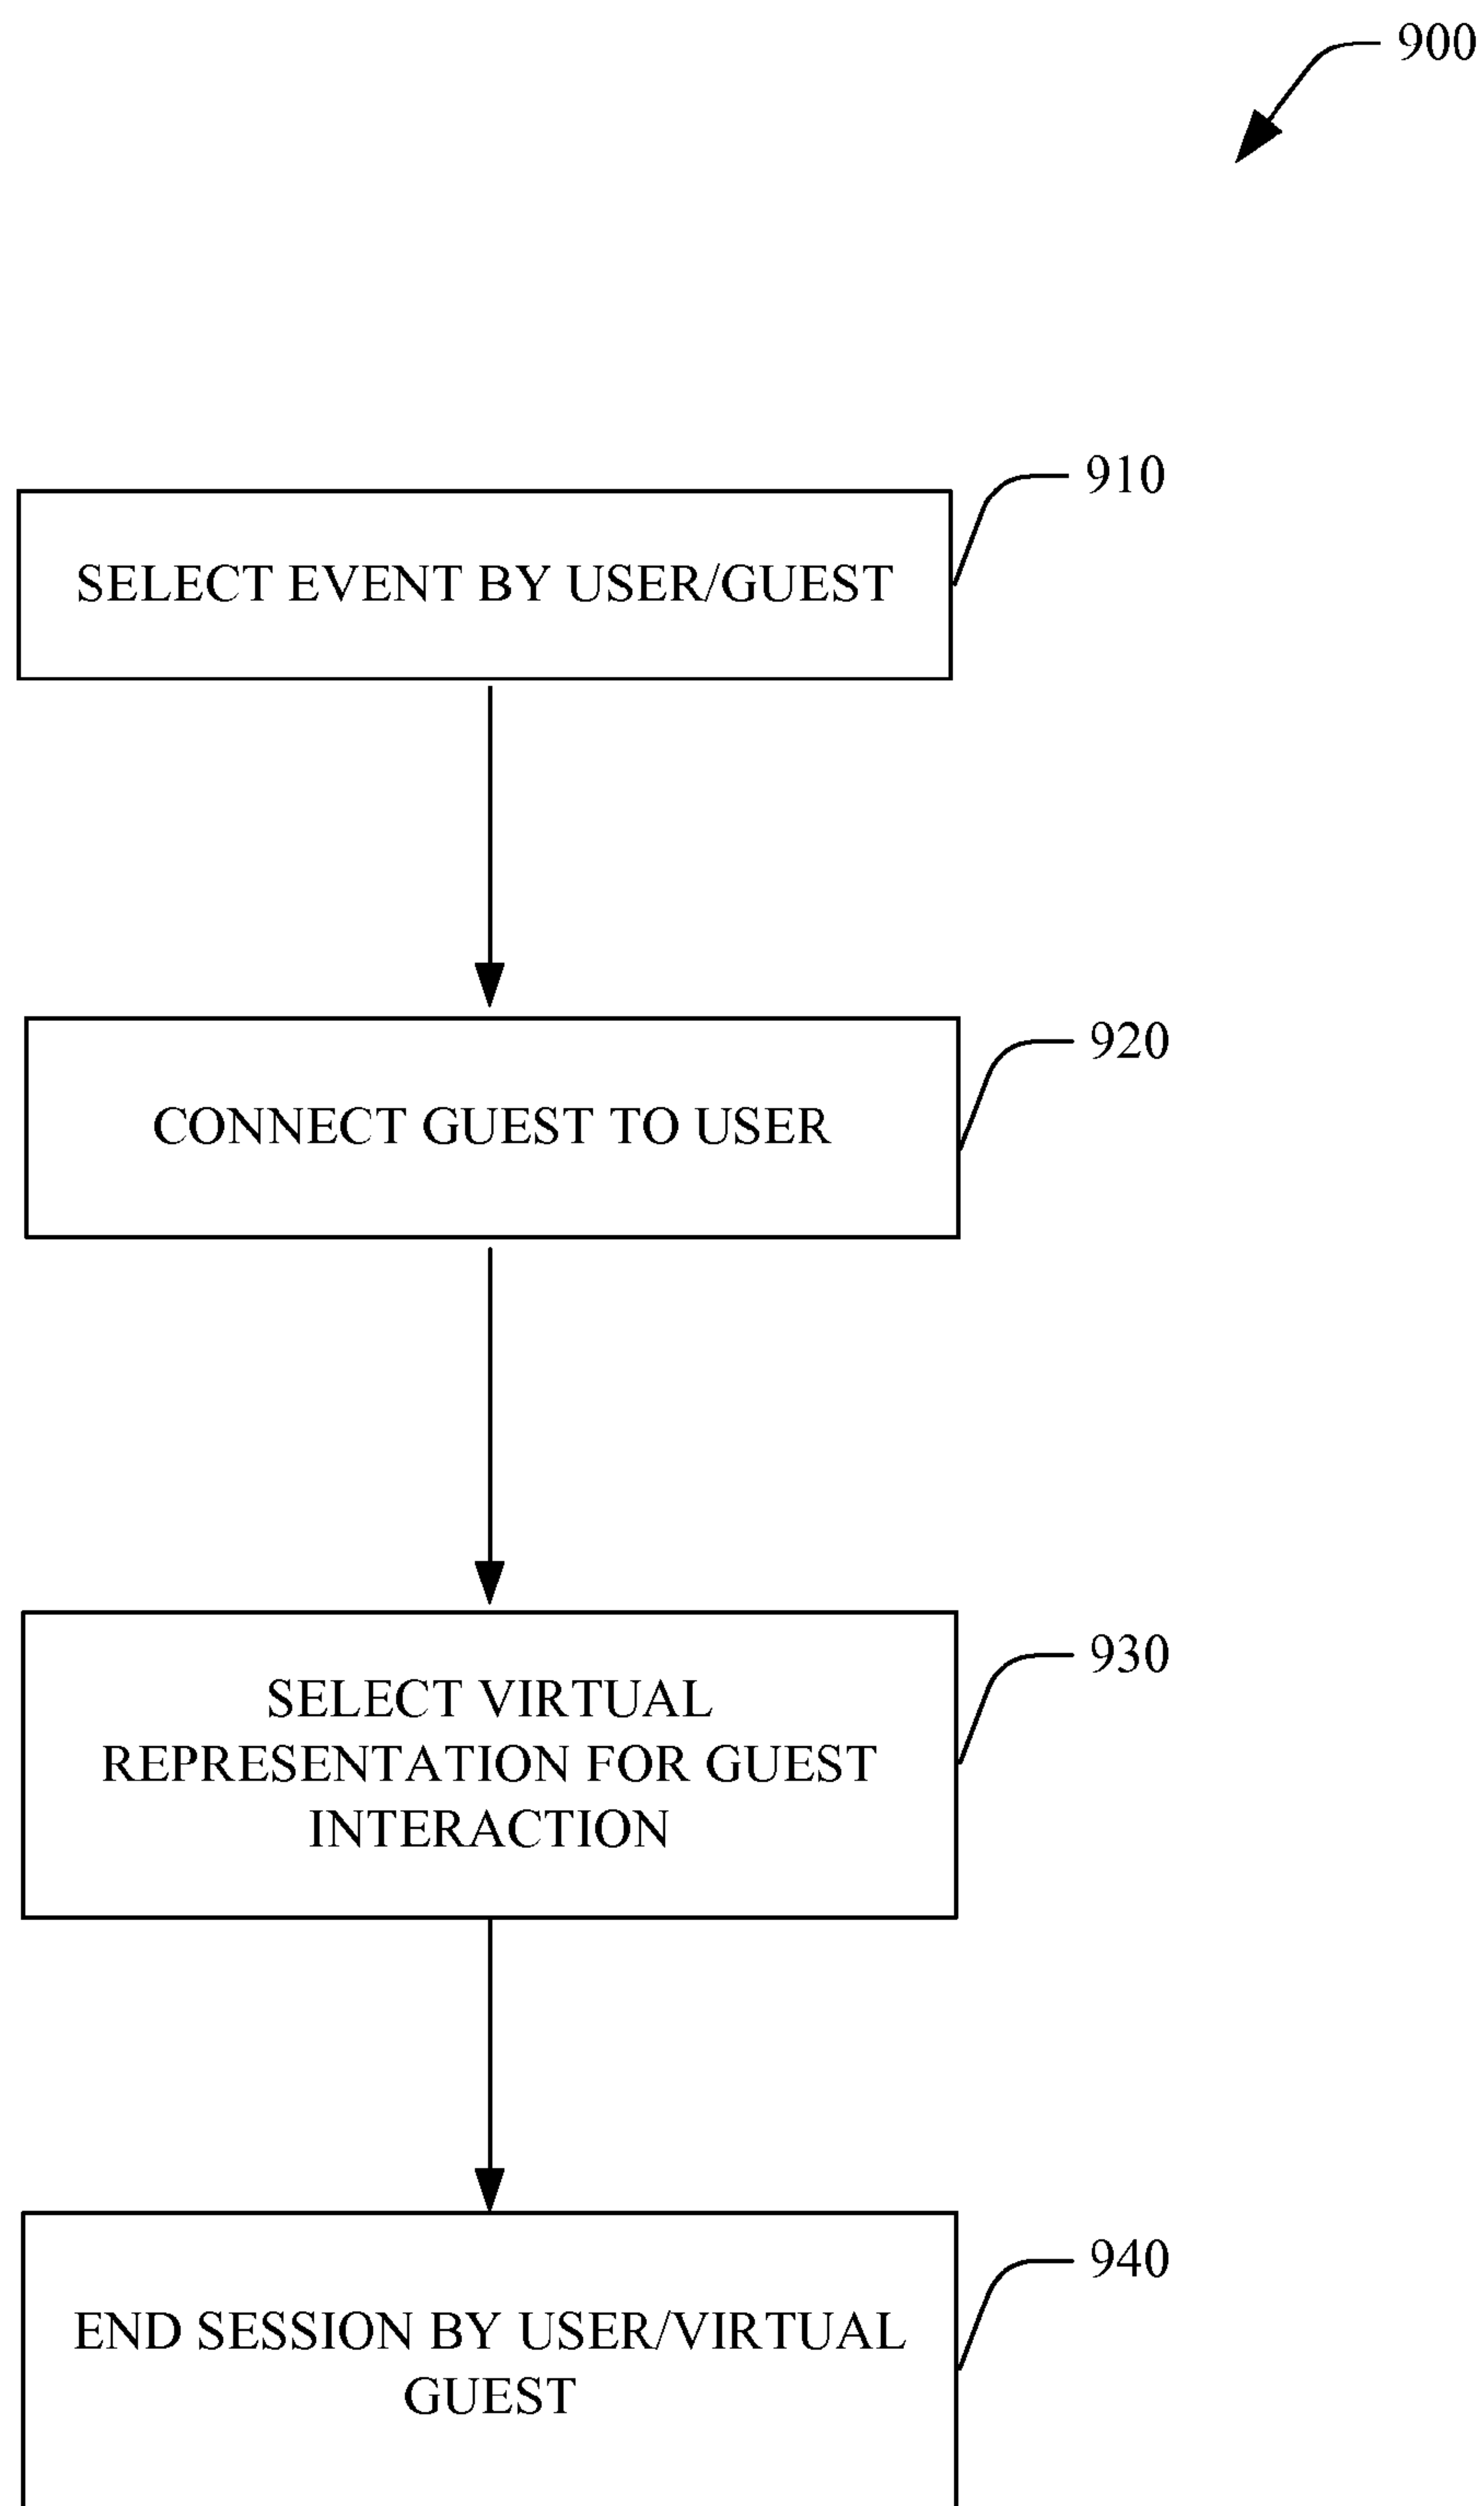 900
910
SELECT EVENT BY USER/GUEST
920
CONNECT GUEST TO USER
930
SELECT VIRTUAL
REPRESENTATION FOR GUEST
INTERACTION
940
END SESSION BY USER/VIRTUAL
GUEST